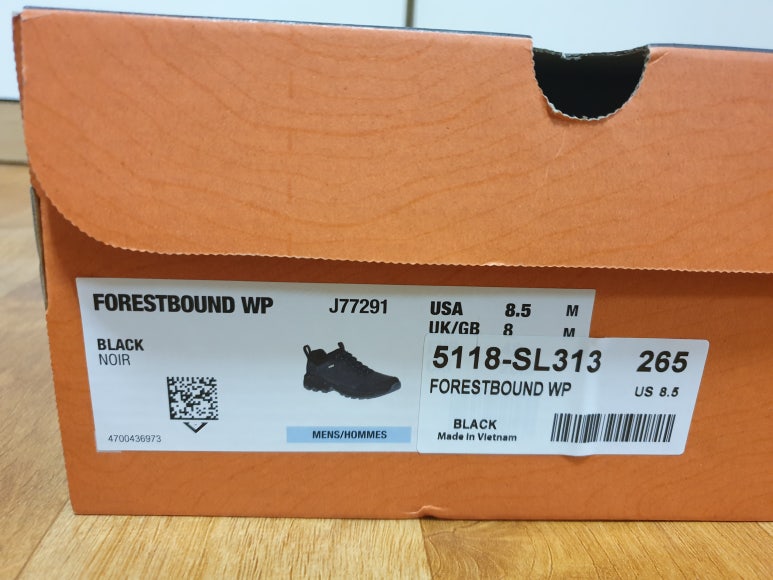 FORESTBOUND WP J77291
USA 8.5 M
UK/GB 8 M
BLACK
NOIR
4700436973
MENS/HOMMES
5118-SL313 265
FORESTBOUND WP US 8.5
BLACK
Made in Vietnam